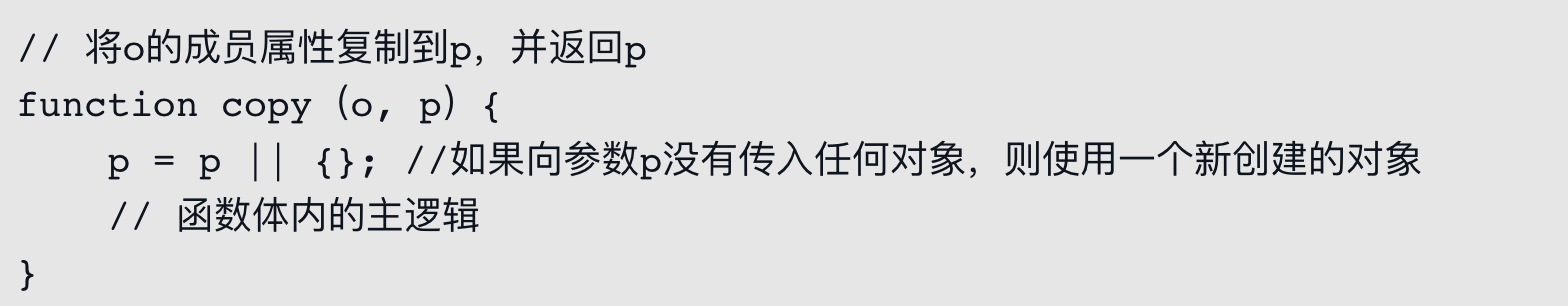 // 将o的成员属性复制到p，并返回p
function copy（o, p）{
    p = p || {}; //如果向参数p没有传入任何对象，则使用一个新创建的对象
    // 函数体内的主逻辑
}